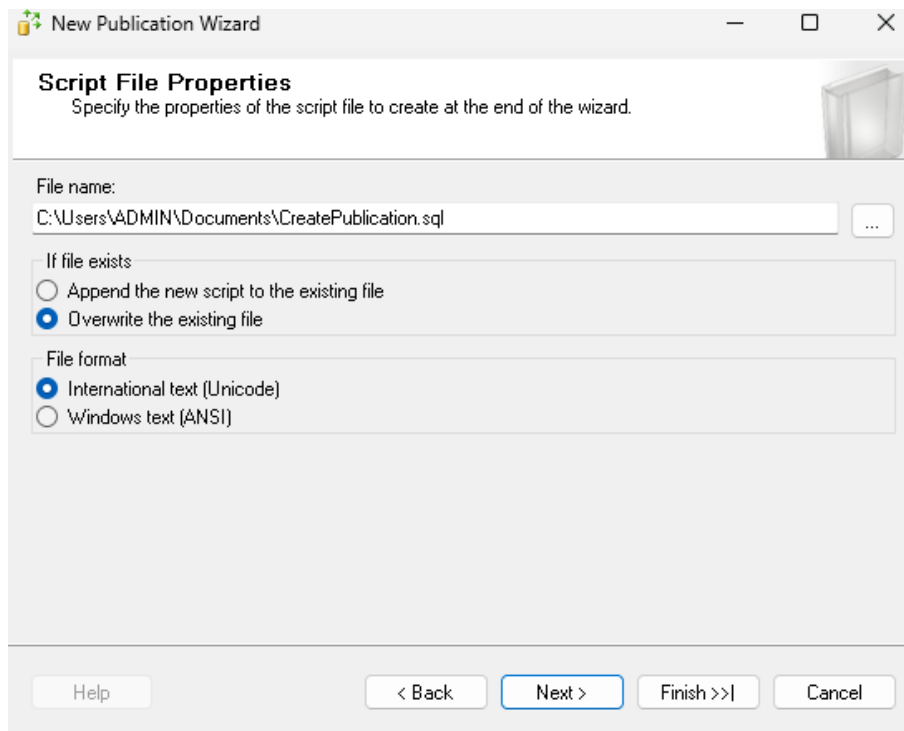 New Publication Wizard
Script File Properties
Specify the properties of the script file to create at the end of the wizard.
File name:
C:\Users\ADMIN\Documents\CreatePublication.sql
...
If file exists
Append the new script to the existing file
Overwrite the existing file
File format
International text (Unicode)
Windows text (ANSI)
Help
< Back
Next >
Finish >>|
Cancel